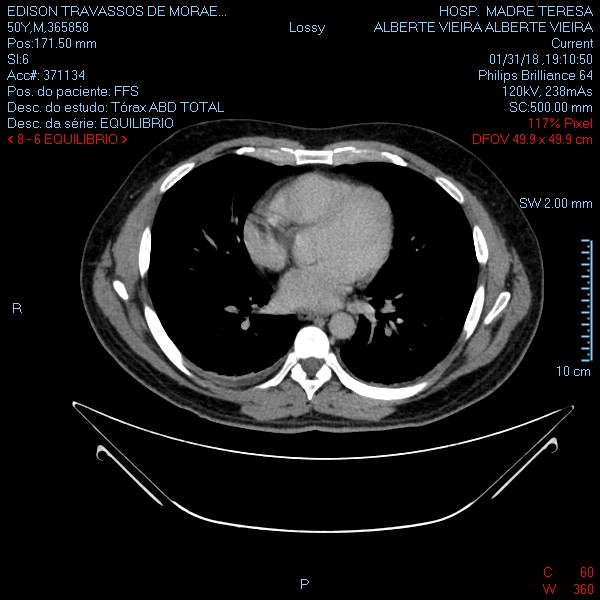 EDISON TRAVASSOS DE MORAE...
50Y,M,365858
Pos:171.50 mm
SI:6
Acc#: 371134
Pos. do paciente: FFS
Desc. do estudo: Tórax ABD TOTAL
Desc. da série: EQUILIBRIO
< 8 - 6 EQUILIBRIO >
Lossy
HOSP. MADRE TERESA
ALBERTE VIEIRA ALBERTE VIEIRA
Current
01/31/18 ,19:10:50
Philips Brilliance 64
120kV, 238mAs
SC:500.00 mm
117% Pixel
DFOV 49.9 x 49.9 cm
SW 2.00 mm
R
10 cm
P
C 60
W 360